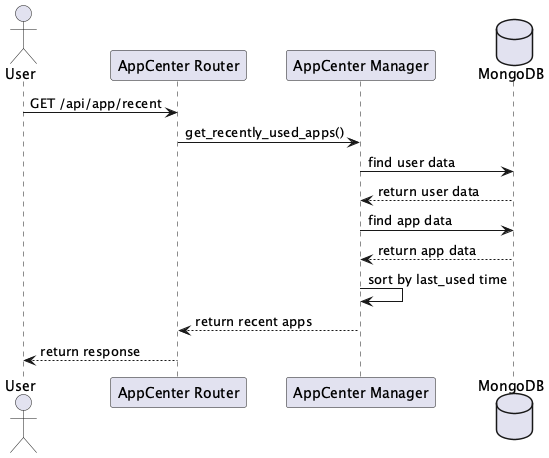 User
AppCenter Router
AppCenter Manager
MongoDB
GET /api/app/recent
get_recently_used_apps()
find user data
return user data
find app data
return app data
sort by last_used time
return recent apps
return response
User
AppCenter Router
AppCenter Manager
MongoDB